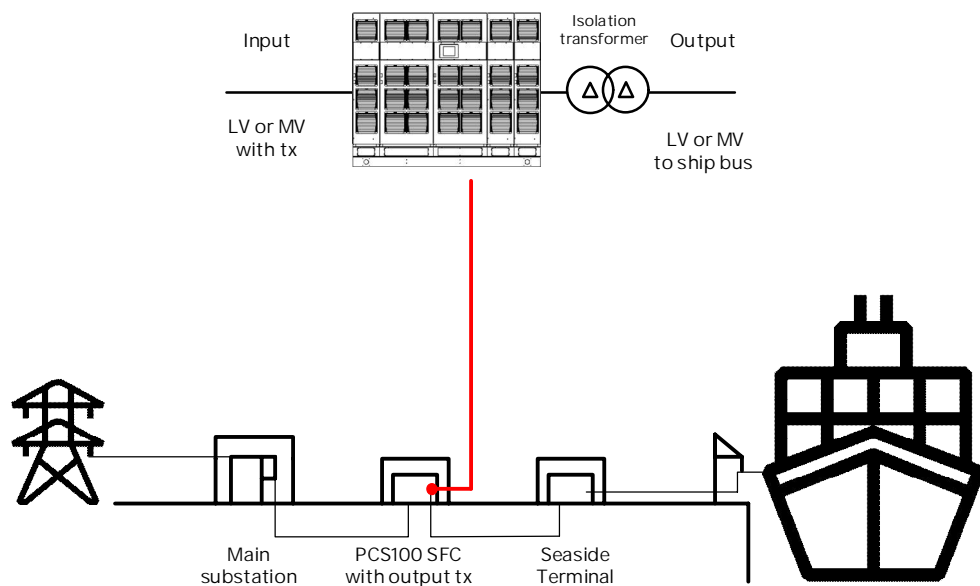 Input
Isolation
transformer
Output
LV or MV
with tx
LV or MV
to ship bus
Main
substation
PCS100 SFC
with output tx
Seaside
Terminal